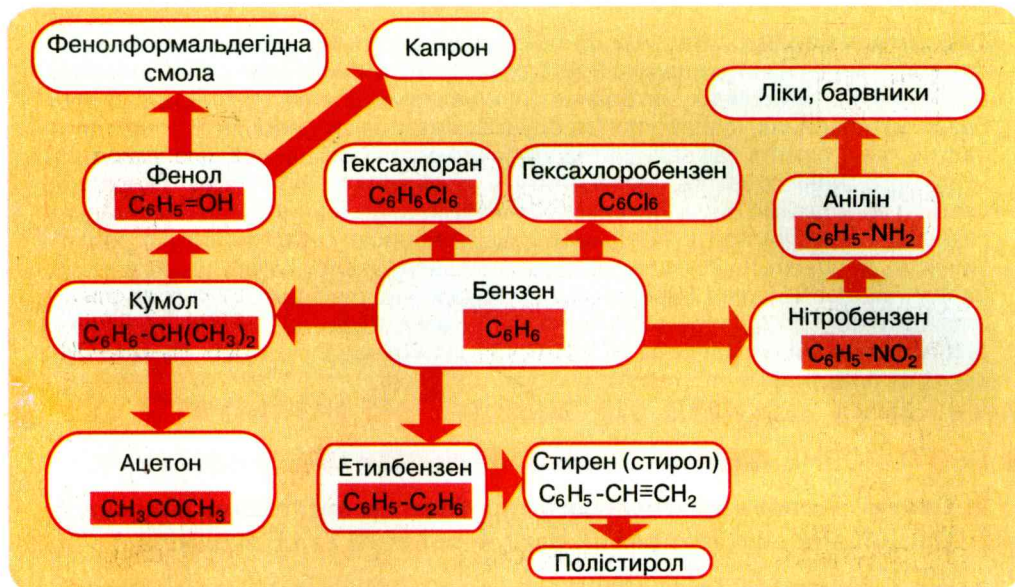 Фенолформальдегідна
смола
Капрон
Ліки, барвники
Фенол
C₆H₅=OH
Гексахлоран
C₆H₆Cl₆
Гексахлоробензен
C₆Cl₆
Анілін
C₆H₅-NH₂
Кумол
C₆H₆-CH(CH₃)₂
Бензен
C₆H₆
Нітробензен
C₆H₅-NO₂
Ацетон
CH₃COCH₃
Етилбензен
C₆H₅-C₂H₆
Стирен (стирол)
C₆H₅-CH≡CH₂
Полістирол